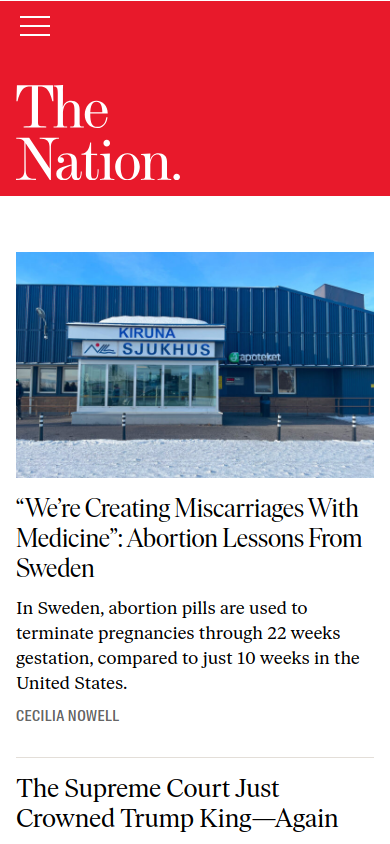 The
Nation.
KIRUNA
SJUKHUS
apoteket
“We’re Creating Miscarriages With
Medicine”: Abortion Lessons From
Sweden
In Sweden, abortion pills are used to
terminate pregnancies through 22 weeks
gestation, compared to just 10 weeks in the
United States.
CECILIA NOWELL
The Supreme Court Just
Crowned Trump King—Again